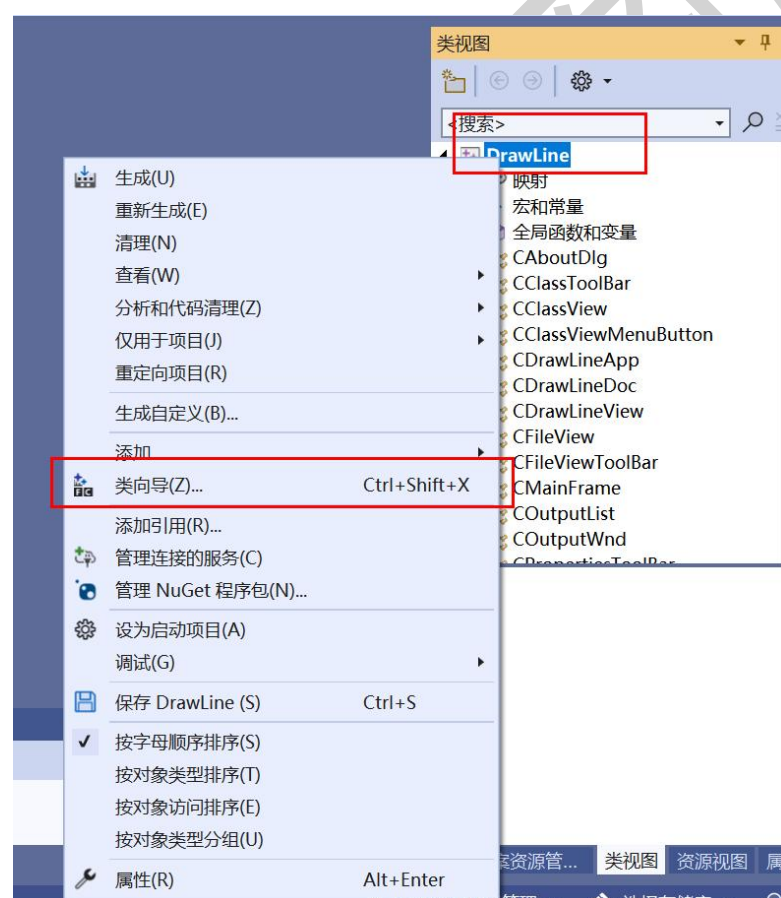 类视图
<搜索>
DrawLine
映射
宏和常量
全局函数和变量
CAboutDlg
CClassToolBar
CClassView
CClassViewMenuButton
CDrawLineApp
CDrawLineDoc
CDrawLineView
CFileView
CFileViewToolBar
CMainFrame
COutputList
COutputWnd
CPropertiesToolBar
生成(U)
重新生成(E)
清理(N)
查看(W)
分析和代码清理(Z)
仅用于项目(J)
重定向项目(R)
生成自定义(B)...
添加
类向导(Z)... Ctrl+Shift+X
添加引用(R)...
管理连接的服务(C)
管理 NuGet 程序包(N)...
设为启动项目(A)
调试(G)
保存 DrawLine (S) Ctrl+S
按字母顺序排序(S)
按对象类型排序(T)
按对象访问排序(E)
按对象类型分组(U)
属性(R) Alt+Enter
资源管... 类视图 资源视图 属